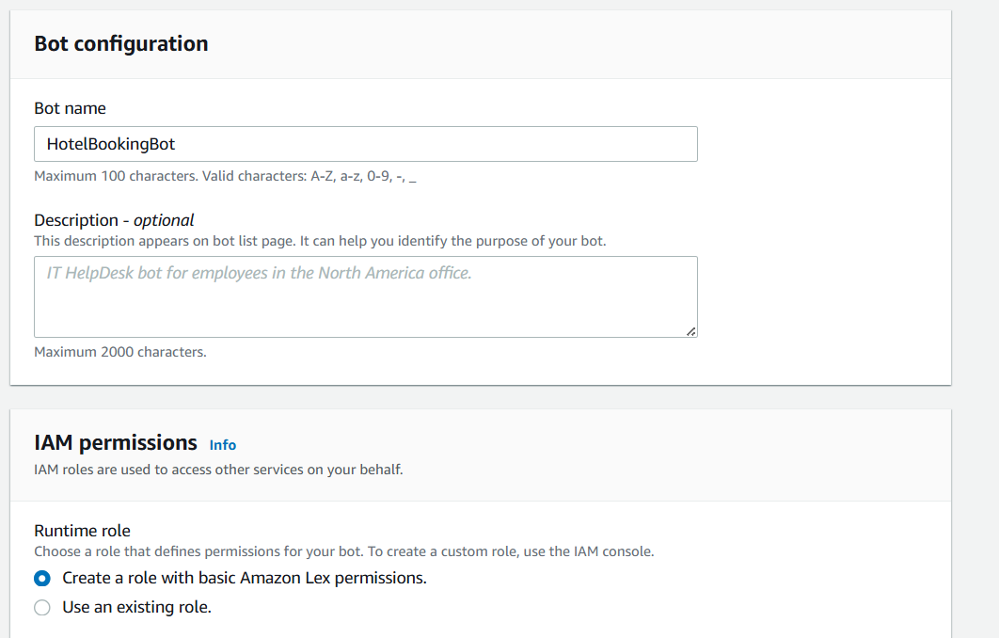 Bot configuration
Bot name
HotelBookingBot
Maximum 100 characters. Valid characters: A-Z, a-z, 0-9, -, _
Description - optional
This description appears on bot list page. It can help you identify the purpose of your bot.
IT HelpDesk bot for employees in the North America office.
Maximum 2000 characters.
IAM permissions Info
IAM roles are used to access other services on your behalf.
Runtime role
Choose a role that defines permissions for your bot. To create a custom role, use the IAM console.
Create a role with basic Amazon Lex permissions.
Use an existing role.